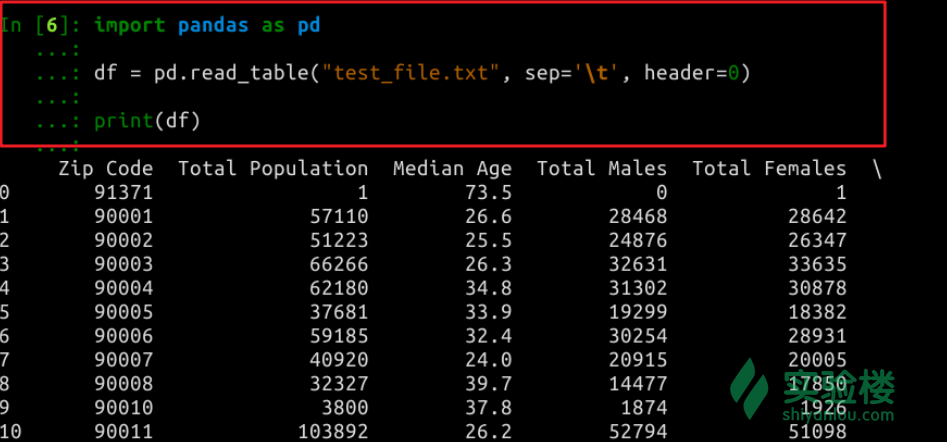 In [6]: import pandas as pd
...:
...: df = pd.read_table("test_file.txt", sep='\t', header=0)
...:
...: print(df)
...:
Zip Code Total Population Median Age Total Males Total Females \
0 91371 1 73.5 0 1
1 90001 57110 26.6 28468 28642
2 90002 51223 25.5 24876 26347
3 90003 66266 26.3 32631 33635
4 90004 62180 34.8 31302 30878
5 90005 37681 33.9 19299 18382
6 90006 59185 32.4 30254 28931
7 90007 40920 24.0 20915 20005
8 90008 32327 39.7 14477 17850
9 90010 3800 37.8 1874 1926
10 90011 103892 26.2 52794 51098
实验楼
shiyanlou.com